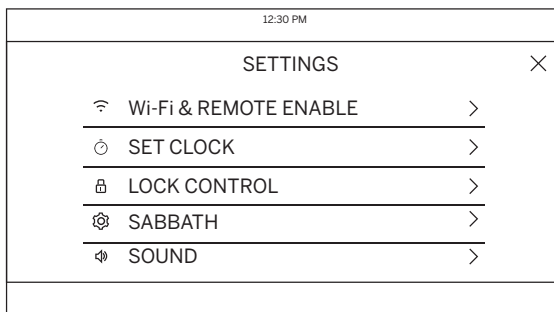 12:30 PM
SETTINGS
Wi-Fi & REMOTE ENABLE
SET CLOCK
LOCK CONTROL
SABBATH
SOUND